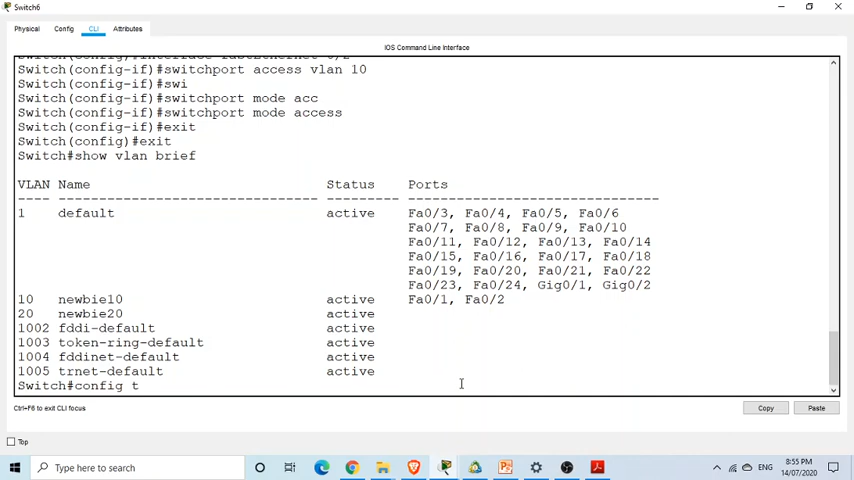 Switch6
Physical Config CLI Attributes
IOS Command Line Interface
Switch(config-if)#switchport access vlan 10
Switch(config-if)#swi
Switch(config-if)#switchport mode acc
Switch(config-if)#switchport mode access
Switch(config-if)#exit
Switch(config)#exit
Switch#show vlan brief
VLAN Name Status Ports
---- -------------------------------- --------- -------------------------------
1 default active Fa0/3, Fa0/4, Fa0/5, Fa0/6
Fa0/7, Fa0/8, Fa0/9, Fa0/10
Fa0/11, Fa0/12, Fa0/13, Fa0/14
Fa0/15, Fa0/16, Fa0/17, Fa0/18
Fa0/19, Fa0/20, Fa0/21, Fa0/22
Fa0/23, Fa0/24, Gig0/1, Gig0/2
10 newbie10 active Fa0/1, Fa0/2
20 newbie20 active
1002 fddi-default active
1003 token-ring-default active
1004 fddinet-default active
1005 trnet-default active
Switch#config t
Ctrl+F6 to exit CLI focus
Copy Paste
Top
Type here to search
ENG
8:55 PM
14/07/2020